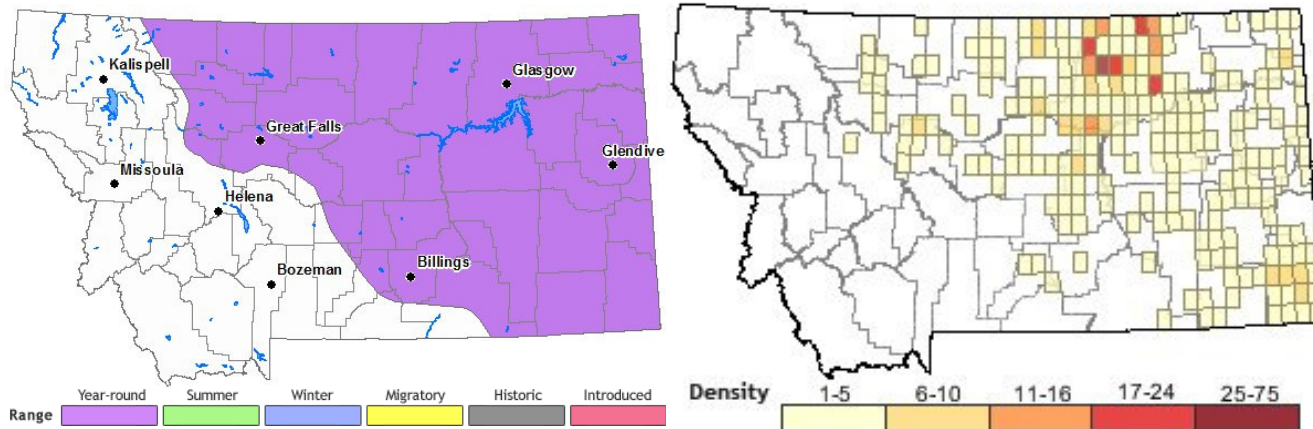 Kalispell
Glasgow
Great Falls
Glendive
Missoula
Helena
Bozeman
Billings
Year-round Summer Winter Migratory Historic Introduced
Range
Density 1-5 6-10 11-16 17-24 25-75